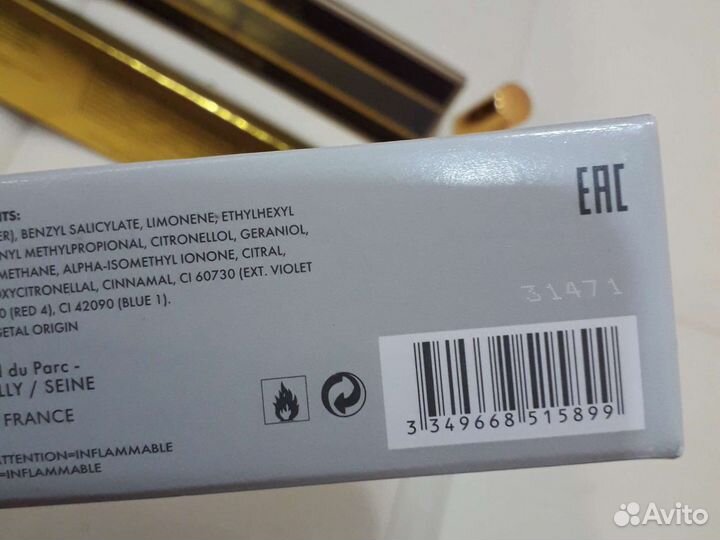 ITS:
ER), BENZYL SALICYLATE, LIMONENE, ETHYLHEXYL
NYL METHYLPROPIONAL, CITRONELLOL, GERANIOL,
METHANE, ALPHA-ISOMETHYL IONONE, CITRAL,
OXYCITRONELLAL, CINNAMAL, CI 60730 (EXT. VIOLET
0 (RED 4), CI 42090 (BLUE 1).
GETAL ORIGIN
l du Parc -
LLY / SEINE
FRANCE
ATTENTION=INFLAMMABLE
=INFLAMMABLE
EAC
31471
3 349668 515899
Avito